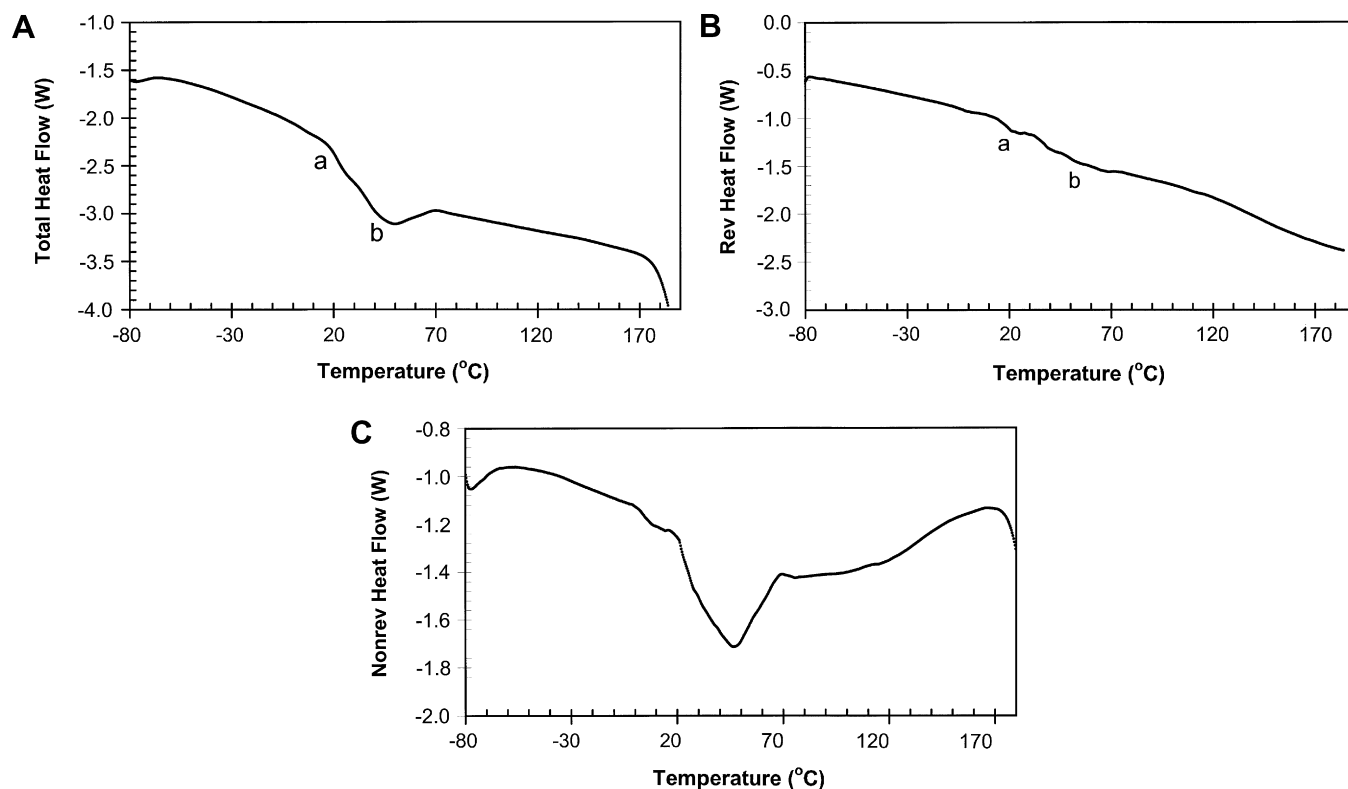 A
Total Heat Flow (W)
-1.0
-1.5
-2.0
-2.5
-3.0
-3.5
-4.0
a
b
-80 -30 20 70 120 170
Temperature (°C)
B
Rev Heat Flow (W)
0.0
-0.5
-1.0
-1.5
-2.0
-2.5
-3.0
a
b
-80 -30 20 70 120 170
Temperature (°C)
C
Nonrev Heat Flow (W)
-0.8
-1.0
-1.2
-1.4
-1.6
-1.8
-2.0
-80 -30 20 70 120 170
Temperature (°C)